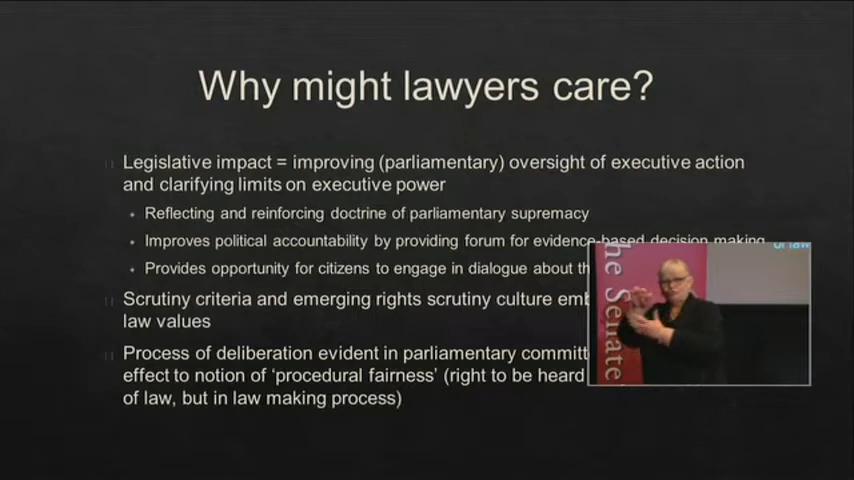 Why might lawyers care?
Legislative impact = improving (parliamentary) oversight of executive action
and clarifying limits on executive power
Reflecting and reinforcing doctrine of parliamentary supremacy
Improves political accountability by providing forum for evidence-based decision making
Provides opportunity for citizens to engage in dialogue about
Scrutiny criteria and emerging rights scrutiny culture
law values
Process of deliberation evident in parliamentary
effect to notion of ‘procedural fairness’ (right to be heard
of law, but in law making process)
of law
he Senate